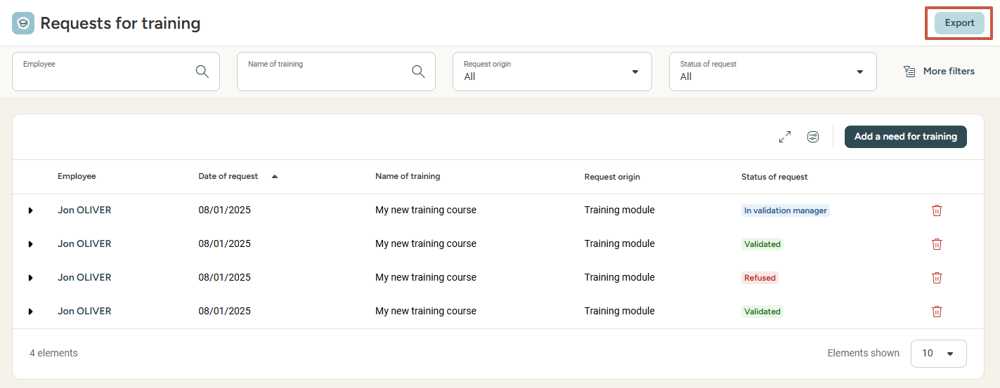 Requests for training
Export
Employee
Name of training
Request origin
All
Status of request
All
More filters
Add a need for training
Employee Date of request Name of training Request origin Status of request
Jon OLIVER 08/01/2025 My new training course Training module In validation manager
Jon OLIVER 08/01/2025 My new training course Training module Validated
Jon OLIVER 08/01/2025 My new training course Training module Refused
Jon OLIVER 08/01/2025 My new training course Training module Validated
4 elements Elements shown 10